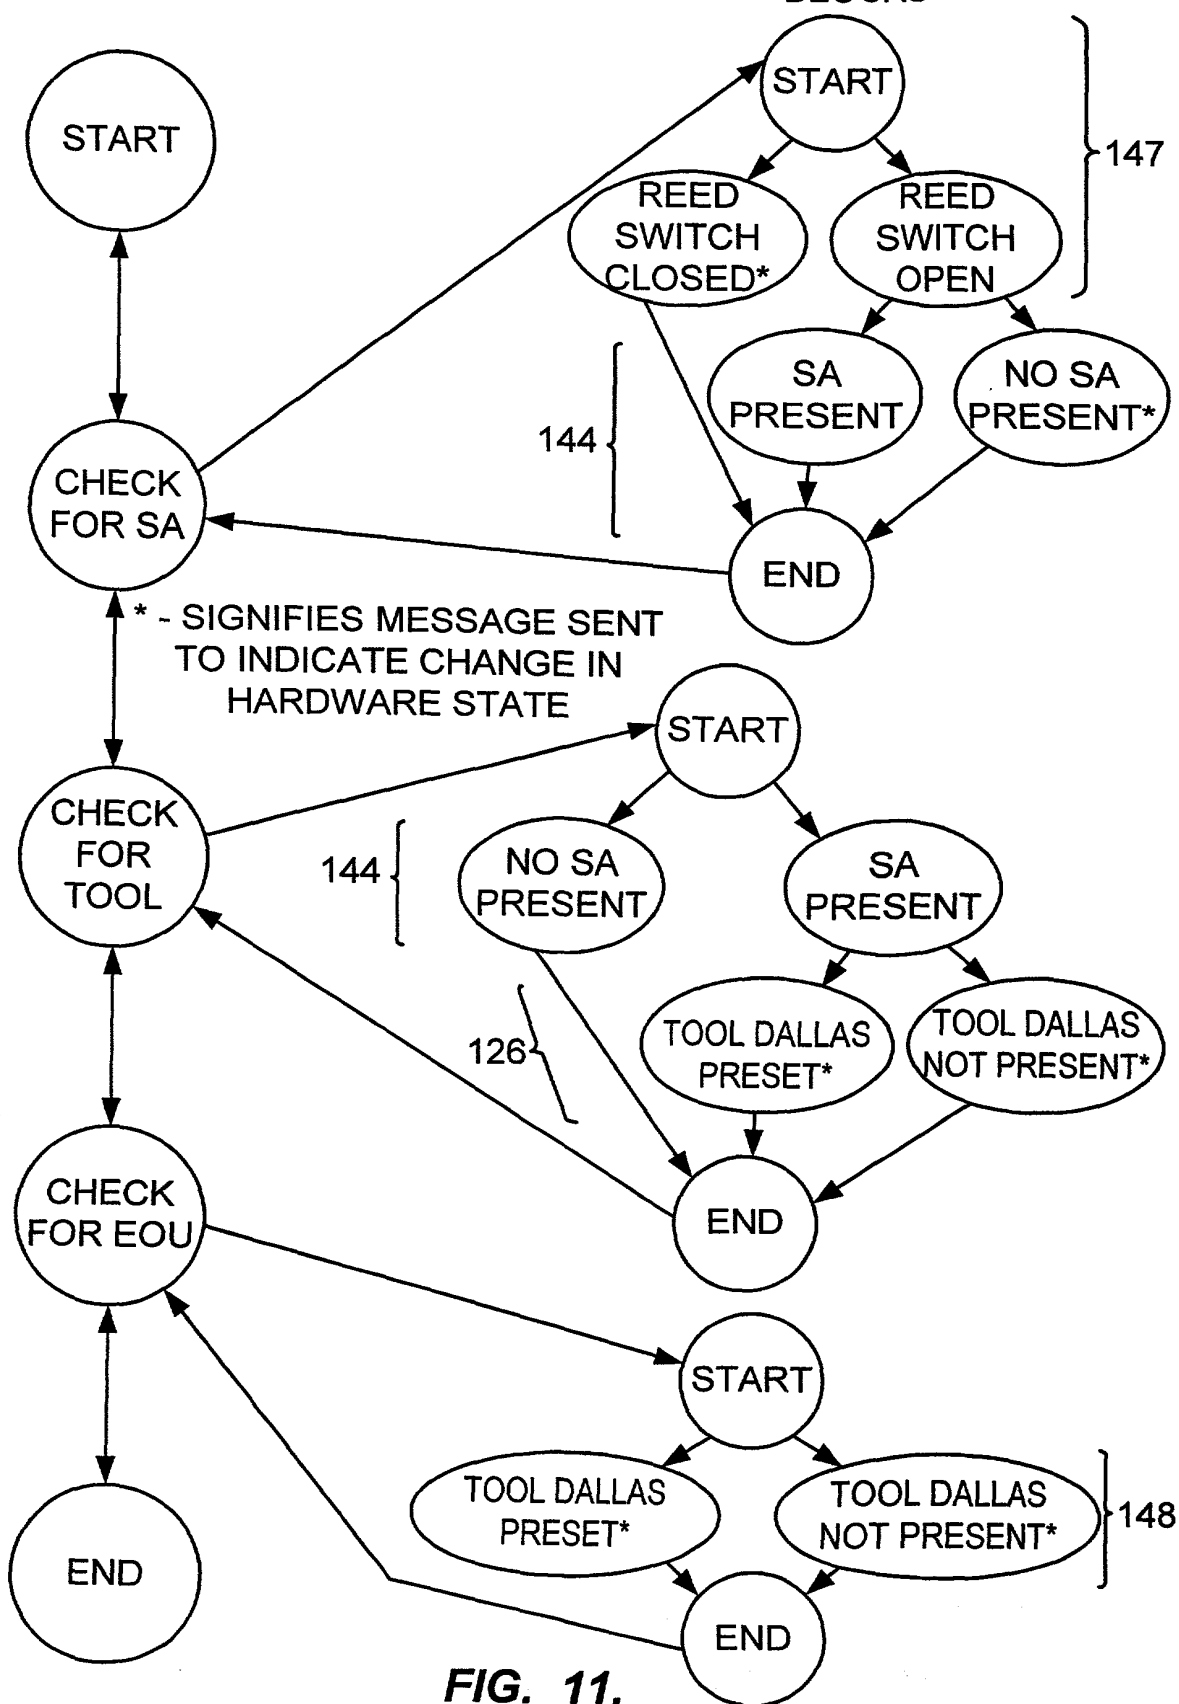 START
START
147
REED
SWITCH
CLOSED*
REED
SWITCH
OPEN
SA
PRESENT
NO SA
PRESENT*
144
CHECK
FOR SA
END
* - SIGNIFIES MESSAGE SENT
TO INDICATE CHANGE IN
HARDWARE STATE
START
CHECK
FOR
TOOL
144
NO SA
PRESENT
SA
PRESENT
126
TOOL DALLAS
PRESET*
TOOL DALLAS
NOT PRESENT*
CHECK
FOR EOU
END
START
TOOL DALLAS
PRESET*
TOOL DALLAS
NOT PRESENT*
148
END
END
FIG. 11.